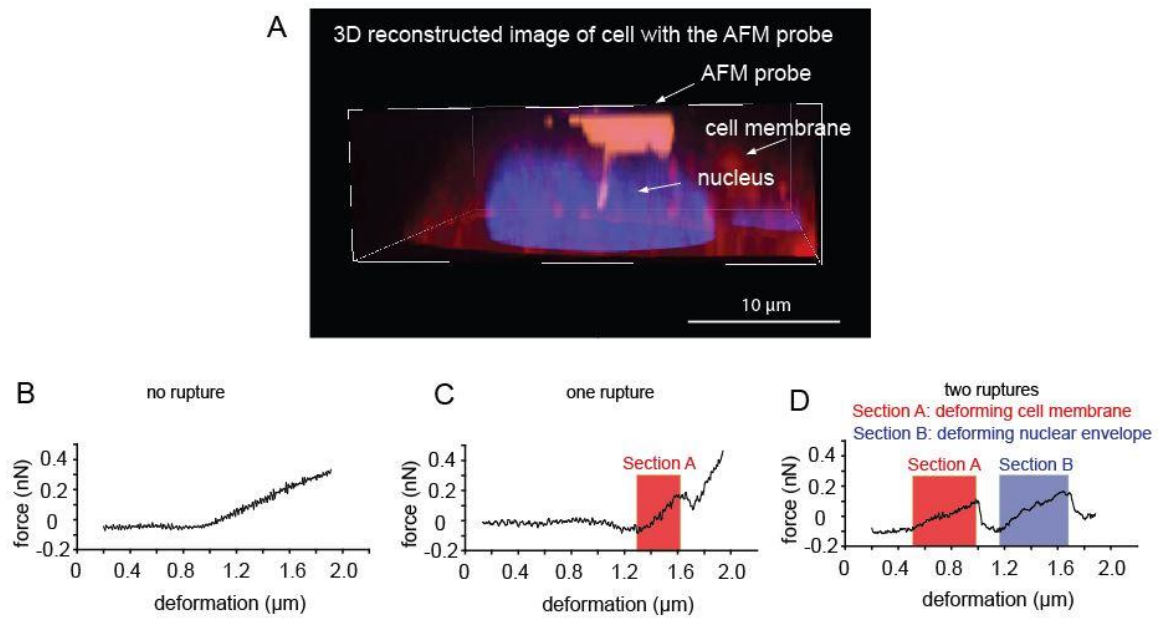 A
3D reconstructed image of cell with the AFM probe
AFM probe
cell membrane
nucleus
10 µm
B
no rupture
force (nN)
0.4
0.2
0
-0.2
0 0.4 0.8 1.2 1.6 2.0
deformation (µm)
C
one rupture
Section A
force (nN)
0.4
0.2
0
-0.2
0 0.4 0.8 1.2 1.6 2.0
deformation (µm)
D
two ruptures
Section A: deforming cell membrane
Section B: deforming nuclear envelope
Section A Section B
force (nN)
0.4
0.2
0
-0.2
0 0.4 0.8 1.2 1.6 2.0
deformation (µm)